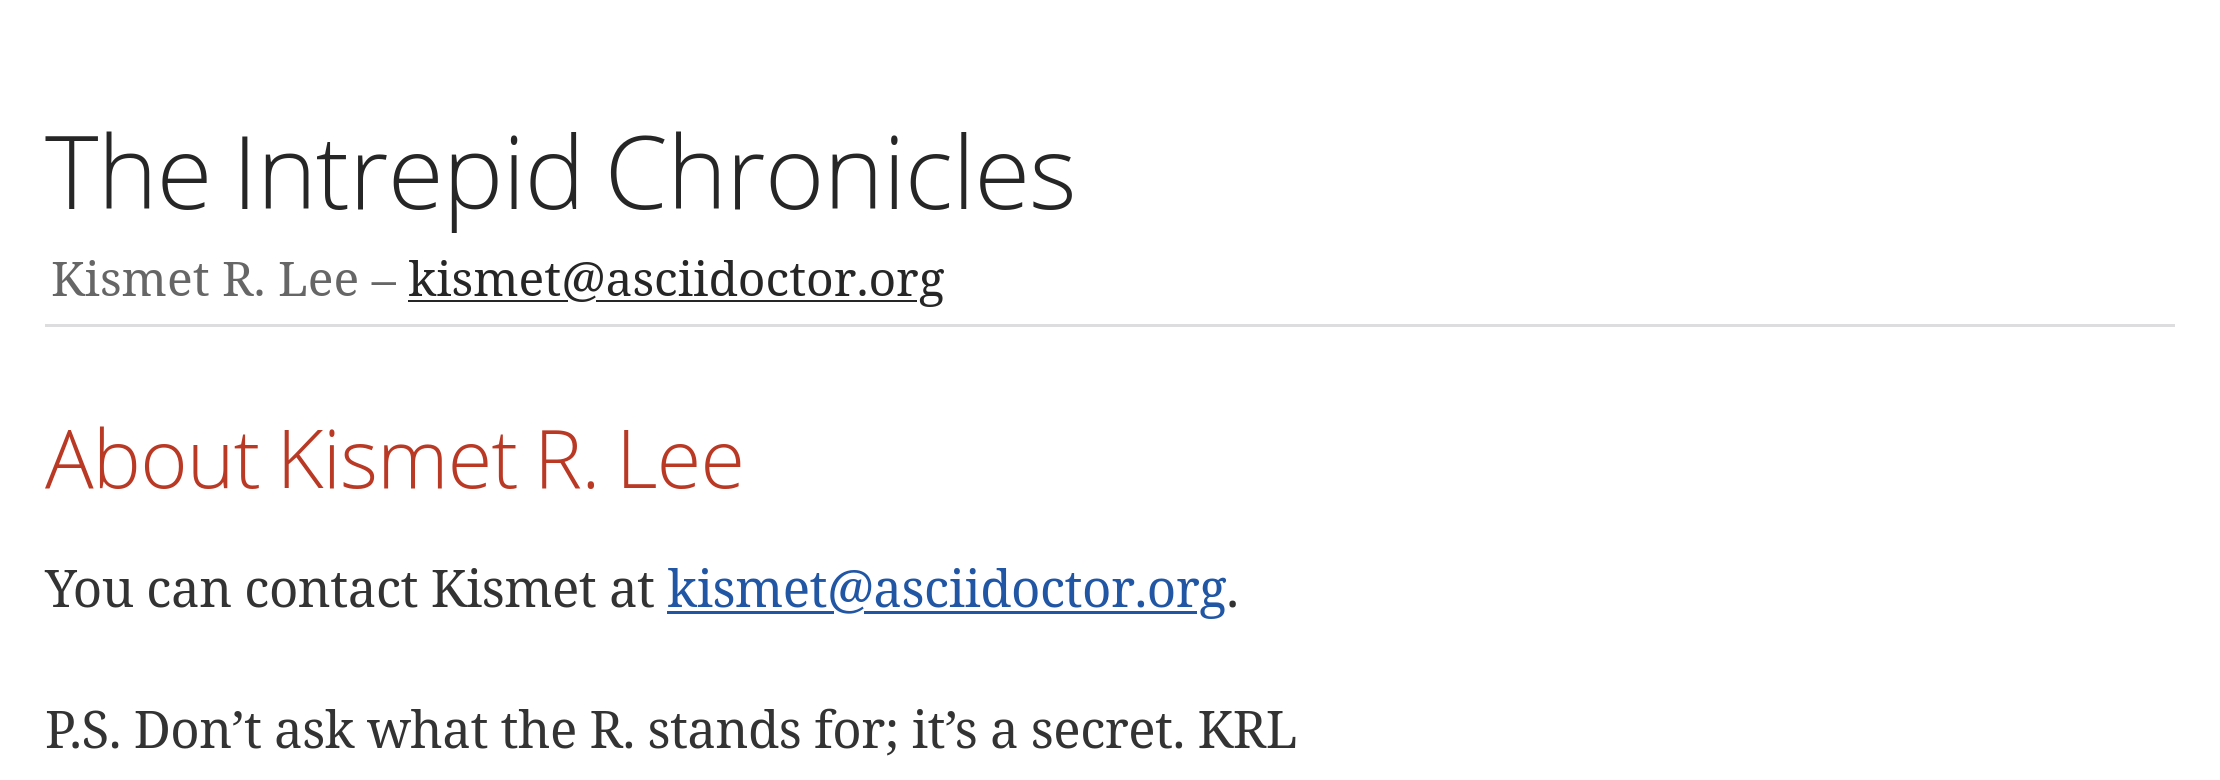 The Intrepid Chronicles
Kismet R. Lee – kismet@asciidoctor.org
About Kismet R. Lee
You can contact Kismet at kismet@asciidoctor.org.
P.S. Don’t ask what the R. stands for; it’s a secret. KRL